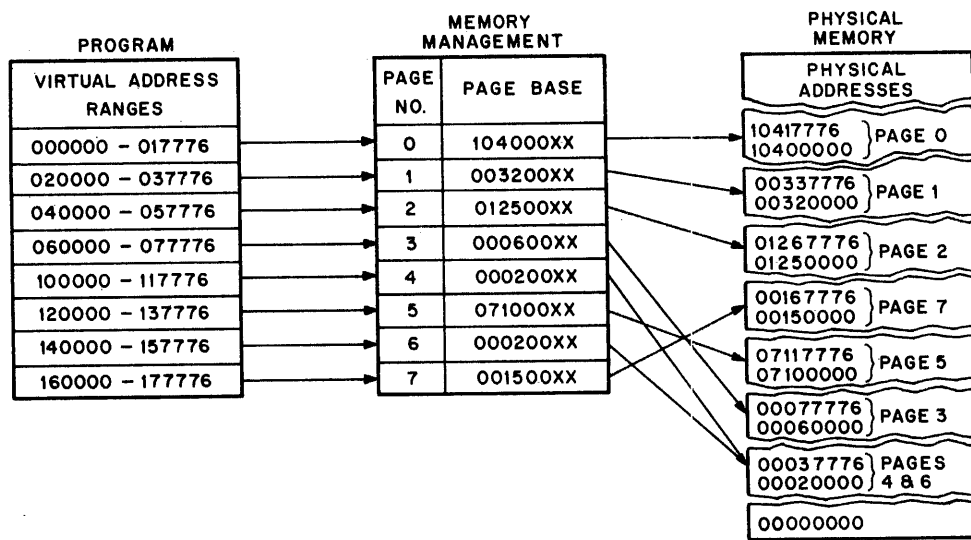 PROGRAM
VIRTUAL ADDRESS
RANGES
000000 – 017776
020000 – 037776
040000 – 057776
060000 – 077776
100000 – 117776
120000 – 137776
140000 – 157776
160000 – 177776
MEMORY
MANAGEMENT
PAGE
NO.
PAGE BASE
0 104000XX
1 003200XX
2 012500XX
3 000600XX
4 000200XX
5 071000XX
6 000200XX
7 001500XX
PHYSICAL
MEMORY
PHYSICAL
ADDRESSES
10417776
10400000
PAGE 0
00337776
00320000
PAGE 1
01267776
01250000
PAGE 2
00167776
00150000
PAGE 7
07117776
07100000
PAGE 5
00077776
00060000
PAGE 3
00037776
00020000
PAGES
4 & 6
00000000